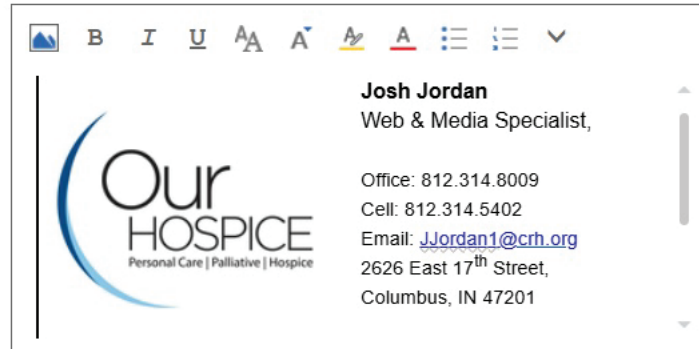 B I U AA A A A
Our
HOSPICE
Personal Care | Palliative | Hospice
Josh Jordan
Web & Media Specialist,
Office: 812.314.8009
Cell: 812.314.5402
Email: JJordan1@crh.org
2626 East 17th Street,
Columbus, IN 47201